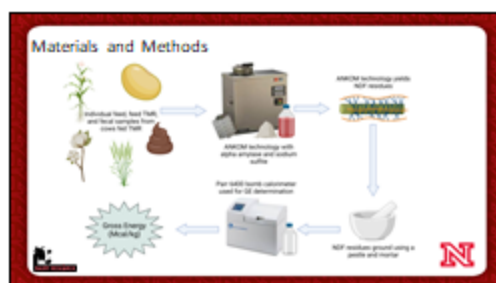 Materials and Methods
Individual feed, feed TMR,
and fecal samples from
cows fed TMR
ANKOM technology with
alpha amylase and sodium
sulfite
ANKOM technology yields
NDF residues
NDF residues ground using a
pestle and mortar
Parr 6400 bomb calorimeter
used for GE determination
Gross Energy
(Mcal/kg)
N